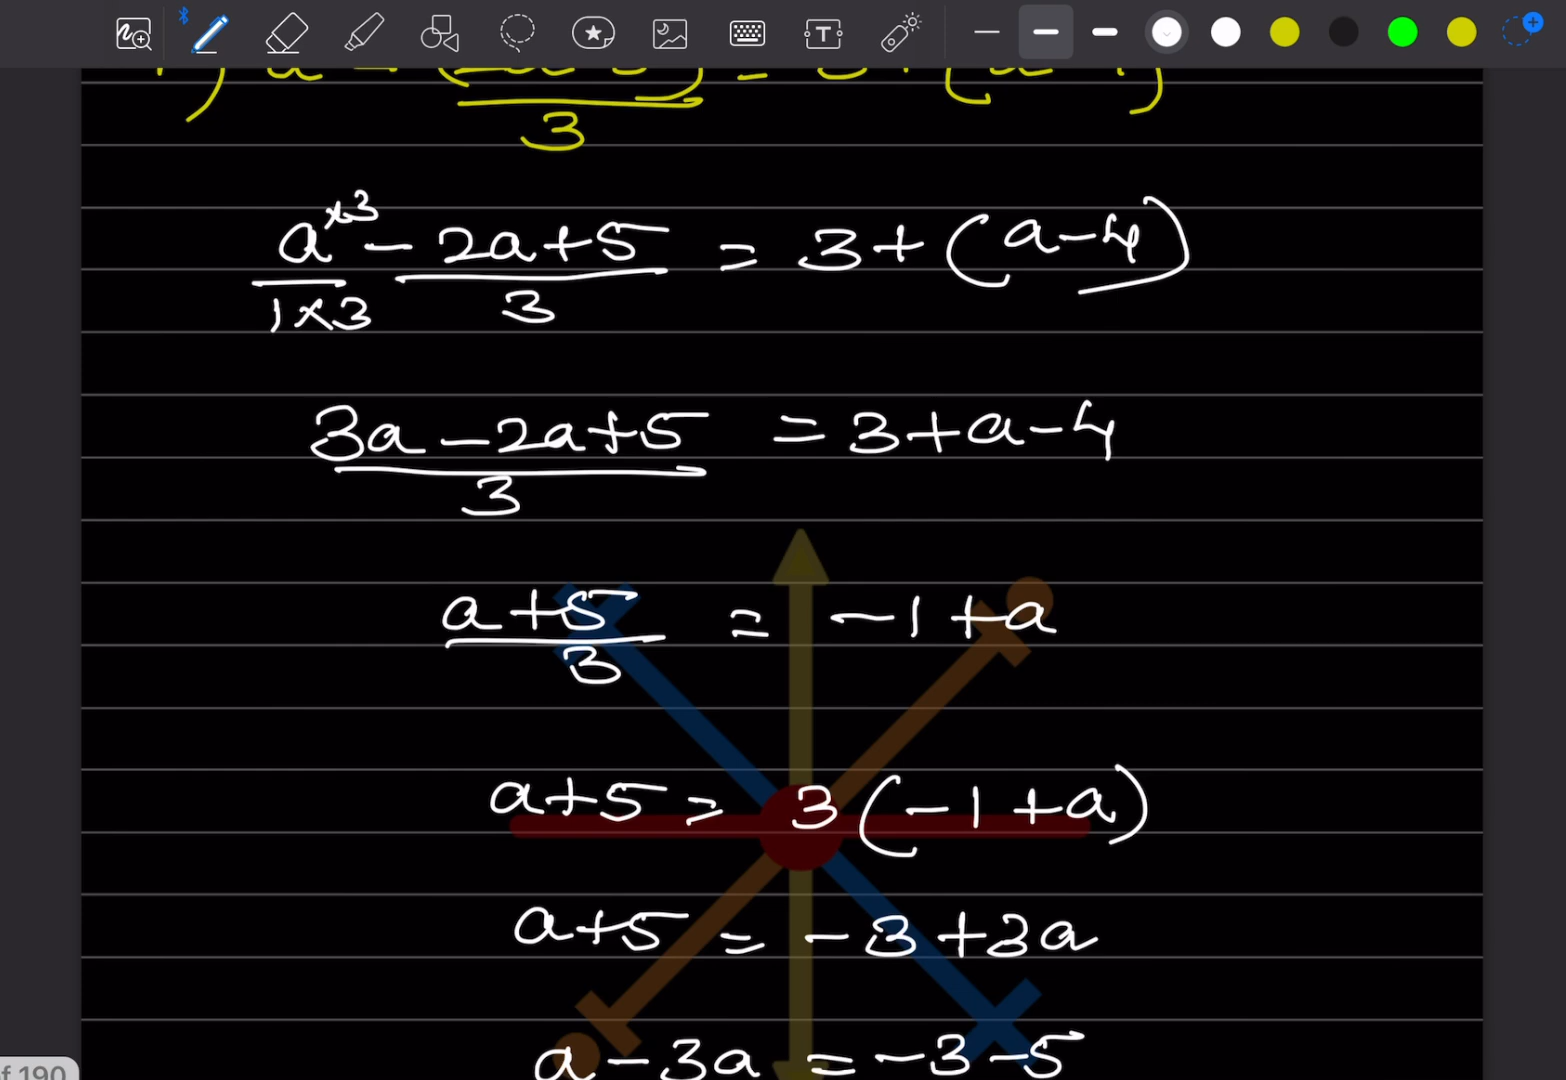 3
a×3 - 2a+5 = 3+(a-4)
1×3 3
3a-2a+5 = 3+a-4
3
a+5 = -1+a
3
a+5 = 3(-1+a)
a+5 = -3+3a
a-3a = -3-5
f 190